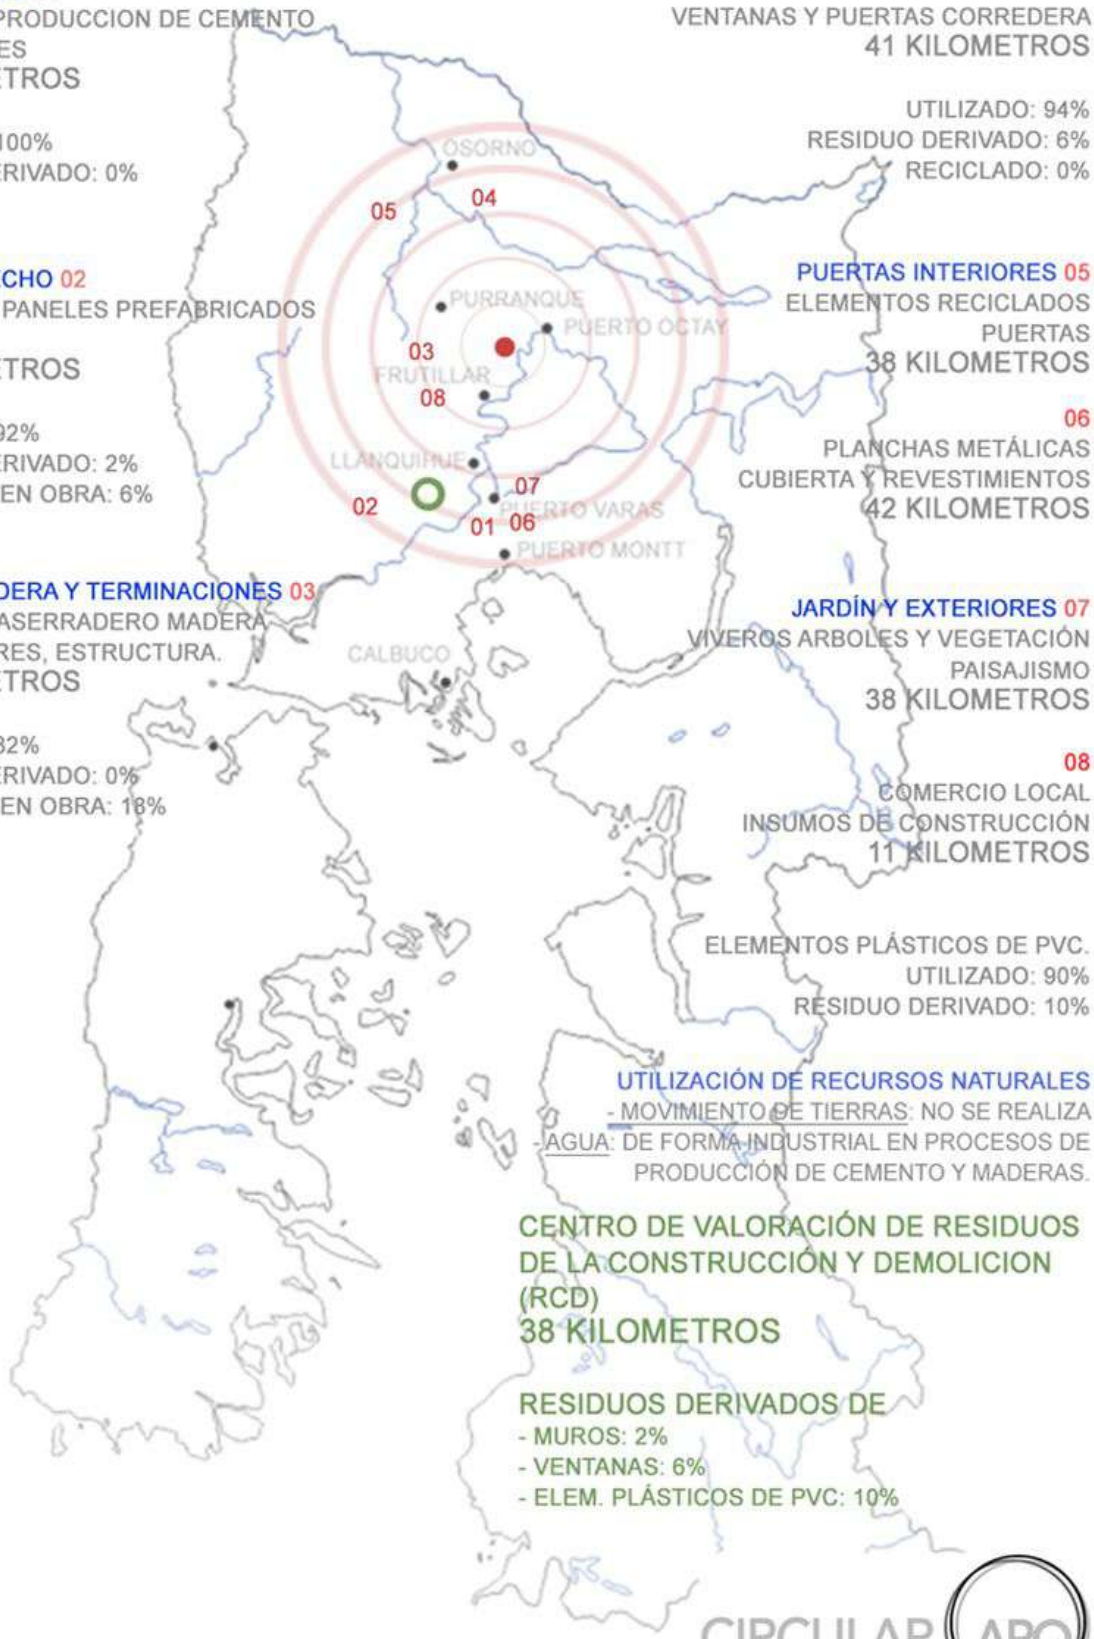 PRODUCCION DE CEMENTO
ES
TROS
100%
ERIVADO: 0%
ECHO 02
PANELES PREFABRICADOS
ETROS
92%
ERIVADO: 2%
EN OBRA: 6%
DERA Y TERMINACIONES 03
ASERRADERO MADERA
RES, ESTRUCTURA.
ETROS
82%
ERIVADO: 0%
EN OBRA: 18%
OSORNO
04
05
PURRANQUE
PUERTO OCTAY
03
FRUTILLAR
08
LLANQUIHUE
07
02
PUERTO VARAS
01 06
PUERTO MONTT
CALBUCO
VENTANAS Y PUERTAS CORREDERA
41 KILOMETROS
UTILIZADO: 94%
RESIDUO DERIVADO: 6%
RECICLADO: 0%
PUERTAS INTERIORES 05
ELEMENTOS RECICLADOS
PUERTAS
38 KILOMETROS
06
PLANCHAS METÁLICAS
CUBIERTA Y REVESTIMIENTOS
42 KILOMETROS
JARDÍN Y EXTERIORES 07
VIVEROS ARBOLES Y VEGETACIÓN
PAISAJISMO
38 KILOMETROS
08
COMERCIO LOCAL
INSUMOS DE CONSTRUCCIÓN
11 KILOMETROS
ELEMENTOS PLÁSTICOS DE PVC.
UTILIZADO: 90%
RESIDUO DERIVADO: 10%
UTILIZACIÓN DE RECURSOS NATURALES
- MOVIMIENTO DE TIERRAS: NO SE REALIZA
- AGUA: DE FORMA INDUSTRIAL EN PROCESOS DE
PRODUCCIÓN DE CEMENTO Y MADERAS.
CENTRO DE VALORACIÓN DE RESIDUOS
DE LA CONSTRUCCIÓN Y DEMOLICION
(RCD)
38 KILOMETROS
RESIDUOS DERIVADOS DE
- MUROS: 2%
- VENTANAS: 6%
- ELEM. PLÁSTICOS DE PVC: 10%
CIRCULAR